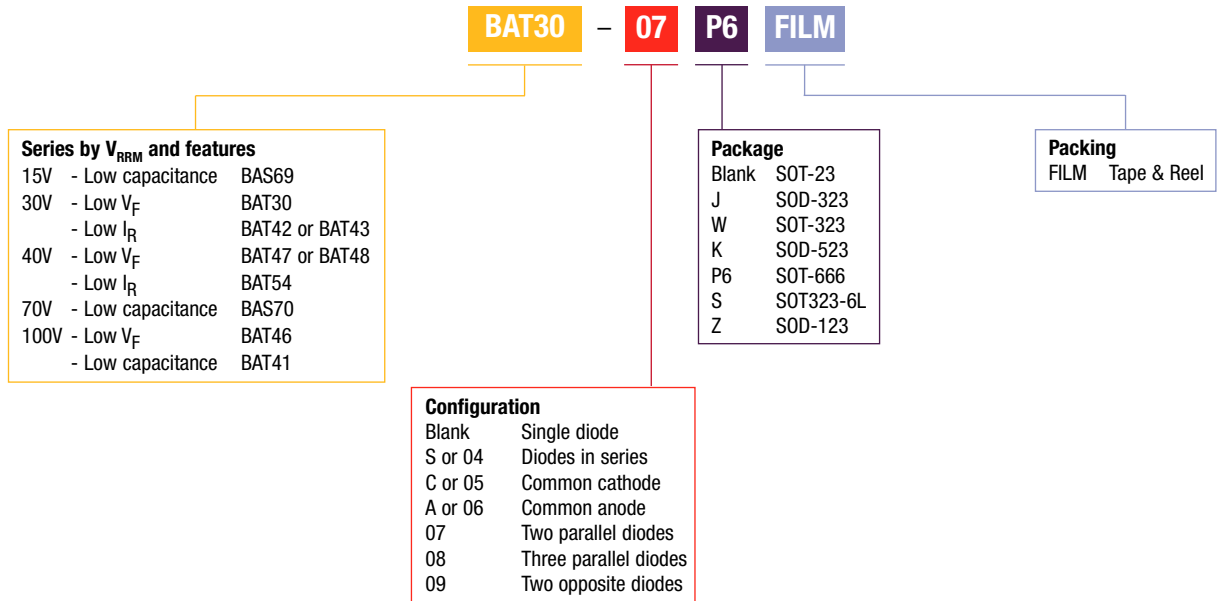 BAT30 – 07 P6 FILM
Series by VRRM and features
15V - Low capacitance BAS69
30V - Low VF BAT30
- Low IR BAT42 or BAT43
40V - Low VF BAT47 or BAT48
- Low IR BAT54
70V - Low capacitance BAS70
100V - Low VF BAT46
- Low capacitance BAT41
Package
Blank SOT-23
J SOD-323
W SOT-323
K SOD-523
P6 SOT-666
S SOT323-6L
Z SOD-123
Packing
FILM Tape & Reel
Configuration
Blank Single diode
S or 04 Diodes in series
C or 05 Common cathode
A or 06 Common anode
07 Two parallel diodes
08 Three parallel diodes
09 Two opposite diodes